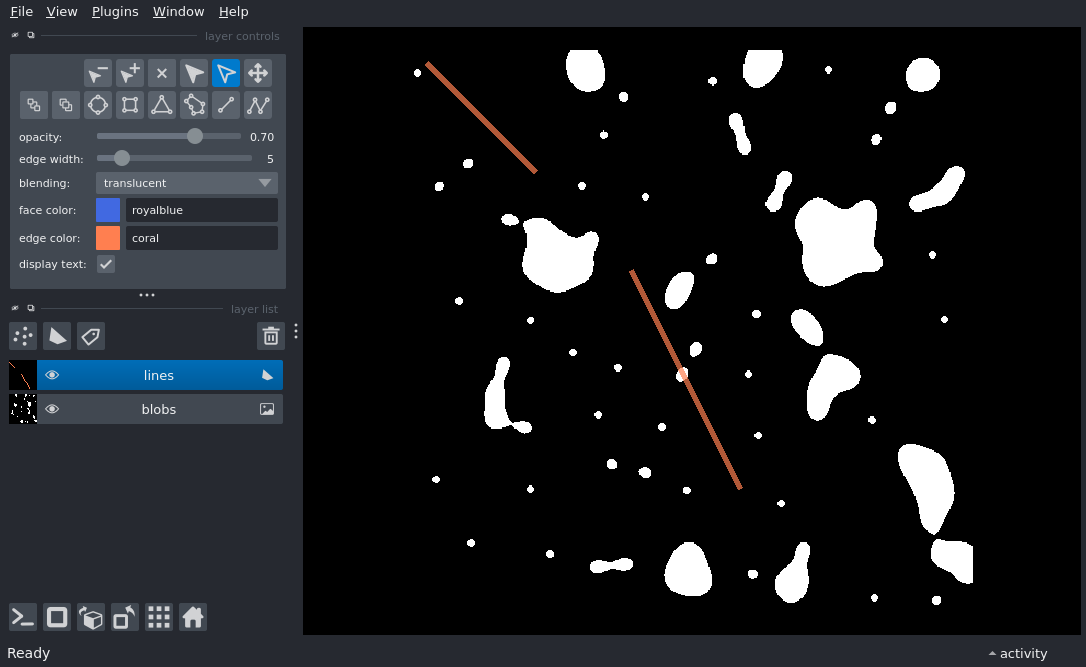 File View Plugins Window Help
layer controls
opacity: 0.70
edge width: 5
blending: translucent
face color: royalblue
edge color: coral
display text:
layer list
lines
blobs
Ready activity